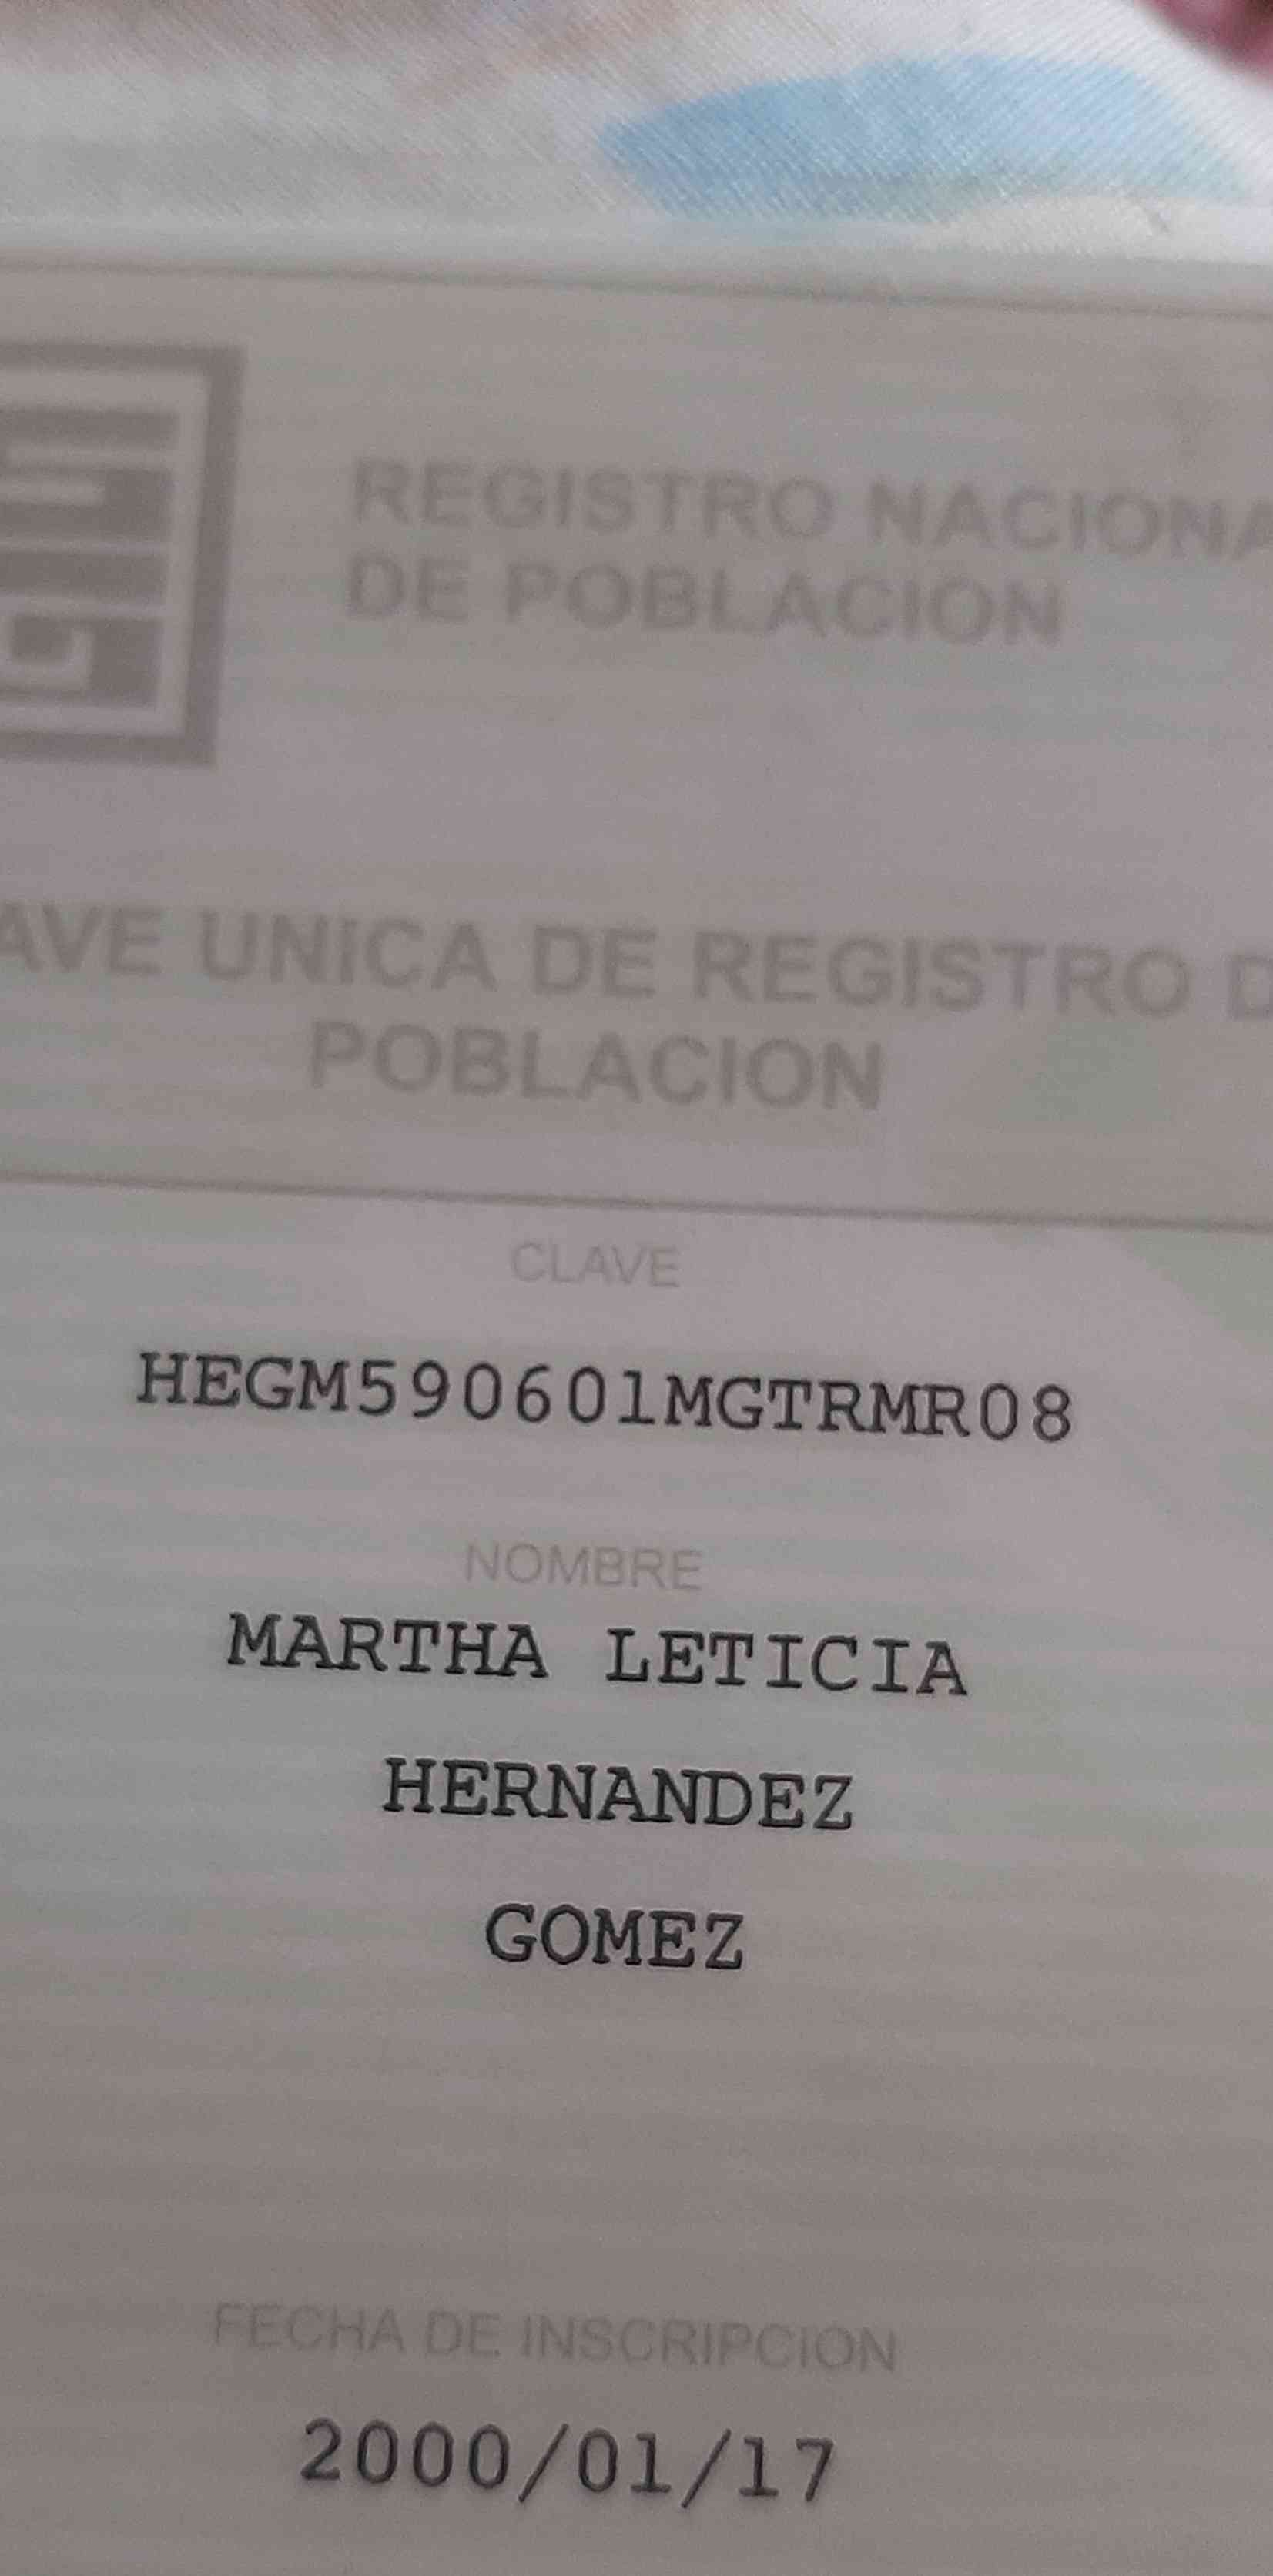 REGISTRO NACIONA
DE POBLACION
AVE UNICA DE REGISTRO D
POBLACION
CLAVE
HEGM590601MGTRMR08
NOMBRE
MARTHA LETICIA
HERNANDEZ
GOMEZ
FECHA DE INSCRIPCION
2000/01/17